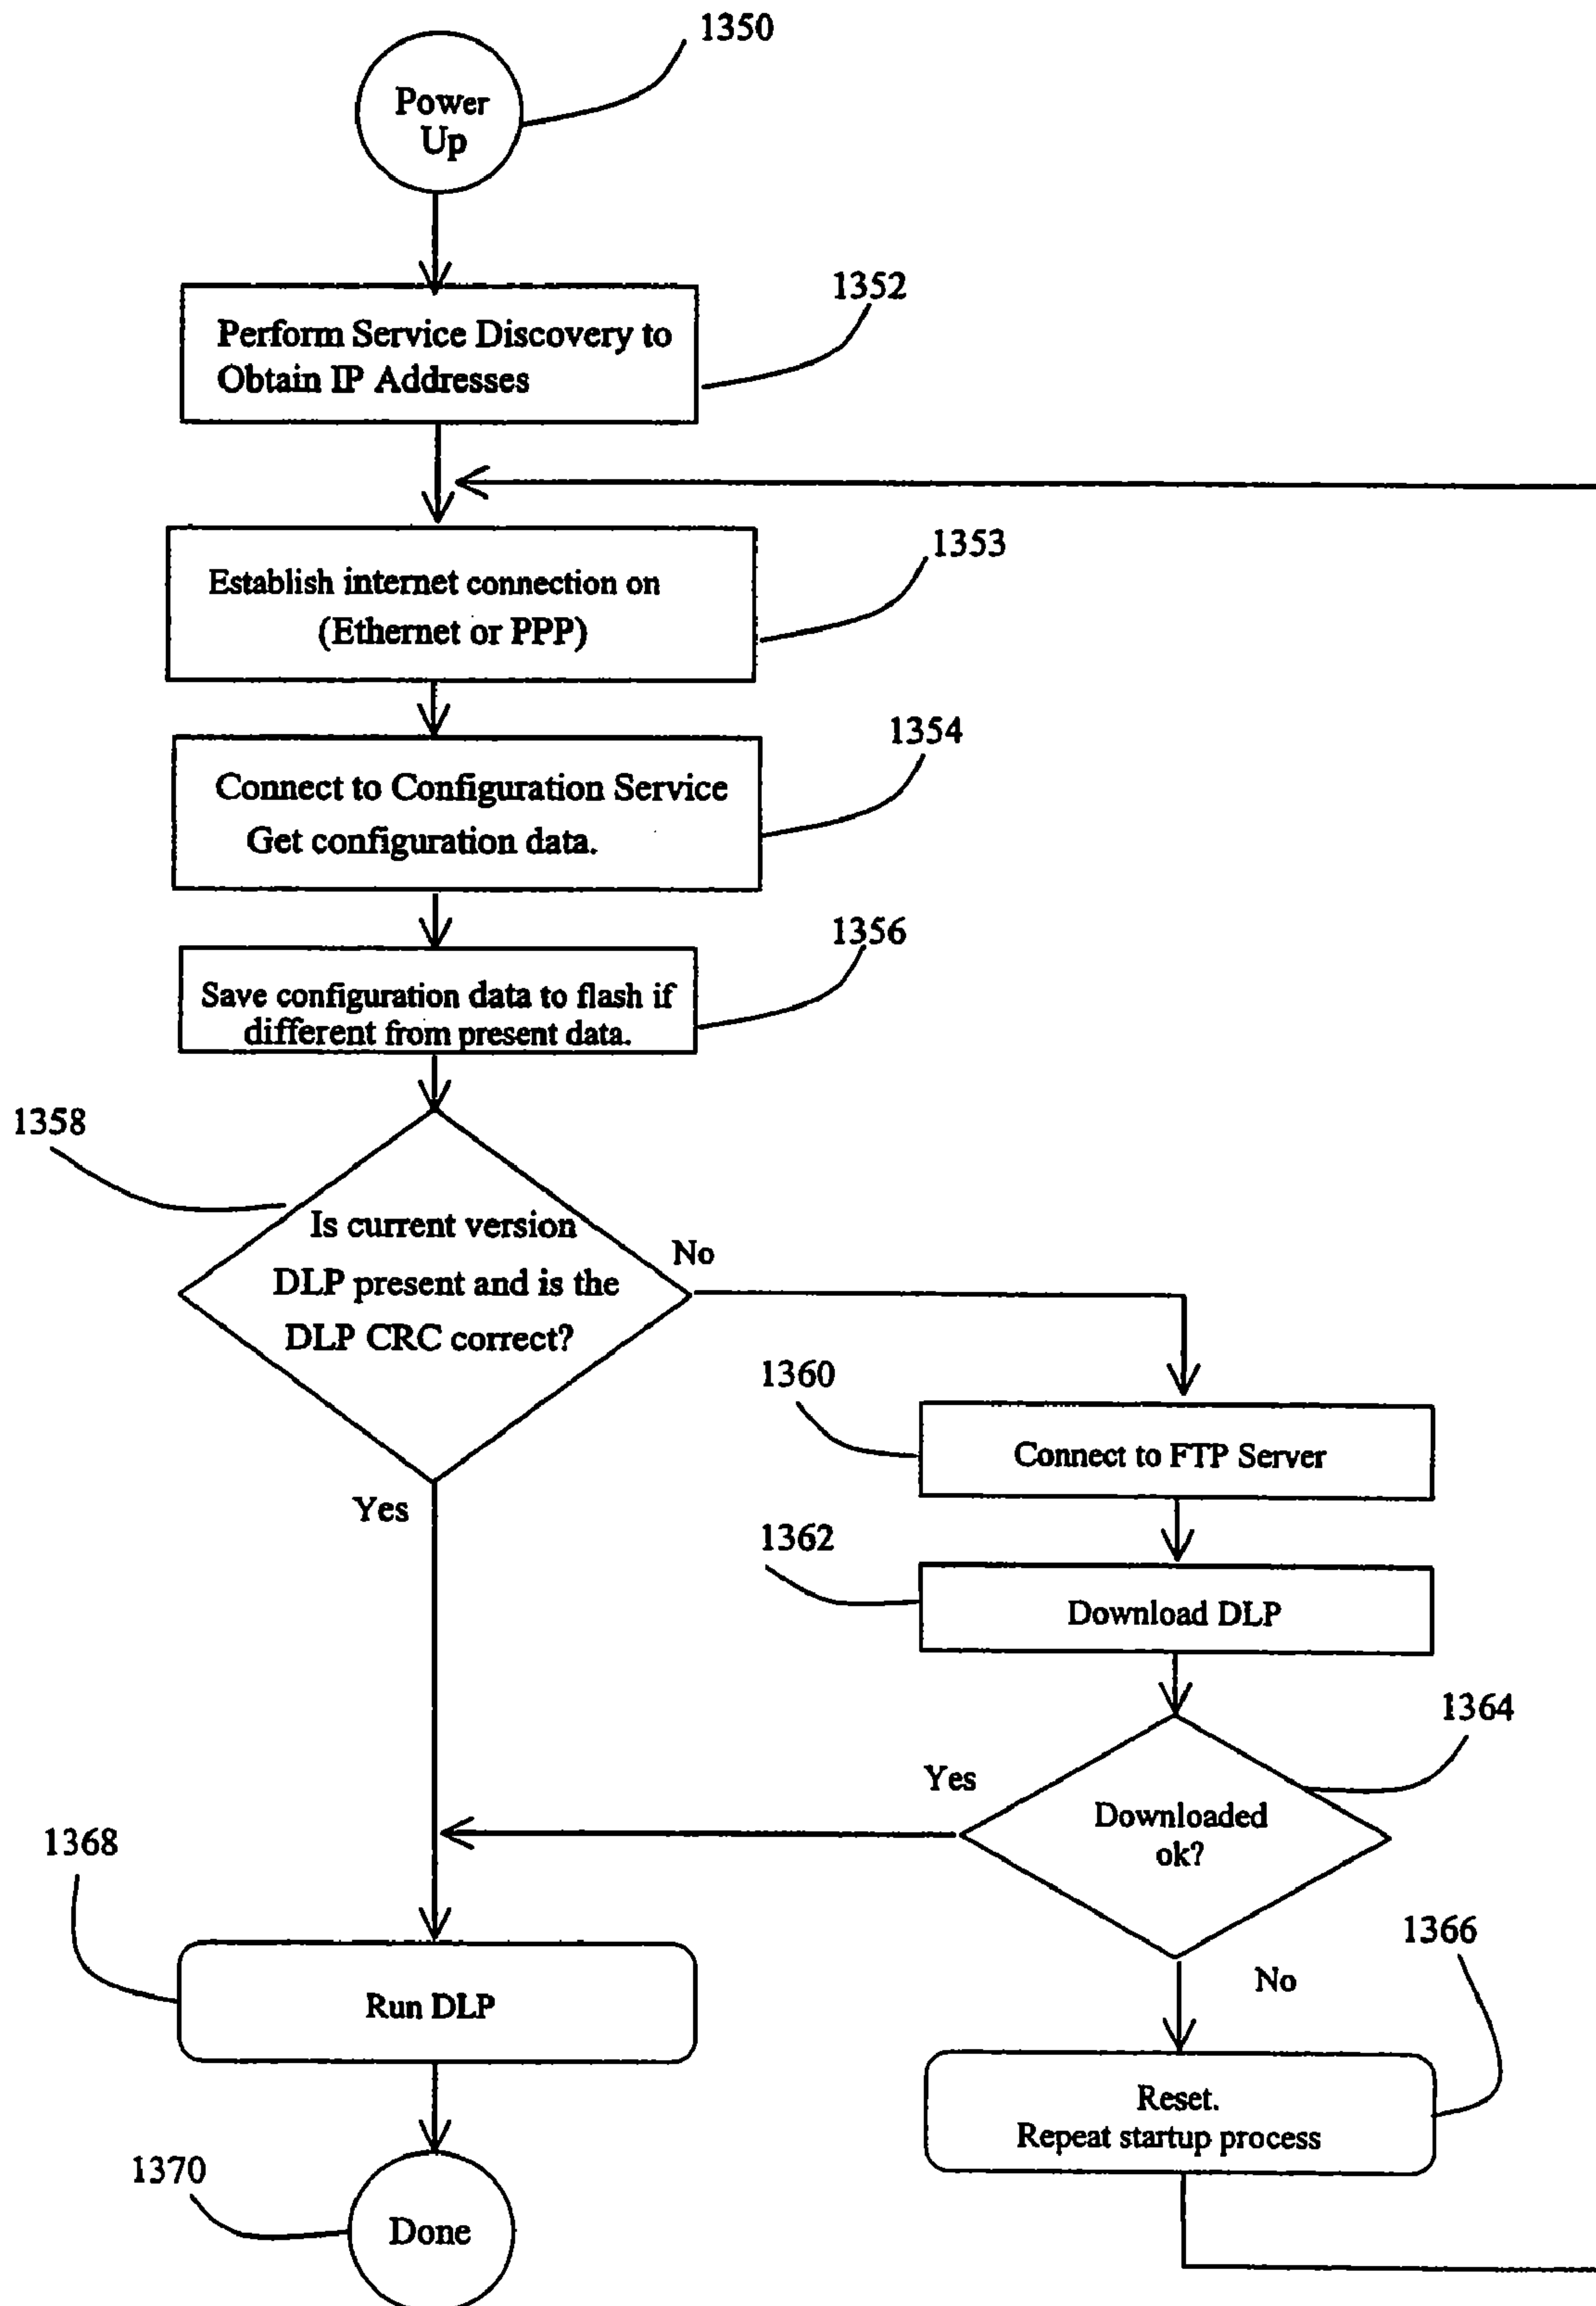 1350
Power
Up
1352
Perform Service Discovery to
Obtain IP Addresses
1353
Establish internet connection on
(Ethernet or PPP)
1354
Connect to Configuration Service
Get configuration data.
1356
Save configuration data to flash if
different from present data.
1358
Is current version
DLP present and is the
DLP CRC correct?
No
Yes
1360
Connect to FTP Server
1362
Download DLP
1364
Yes
Downloaded
ok?
1368
1366
No
Run DLP
Reset.
Repeat startup process
1370
Done